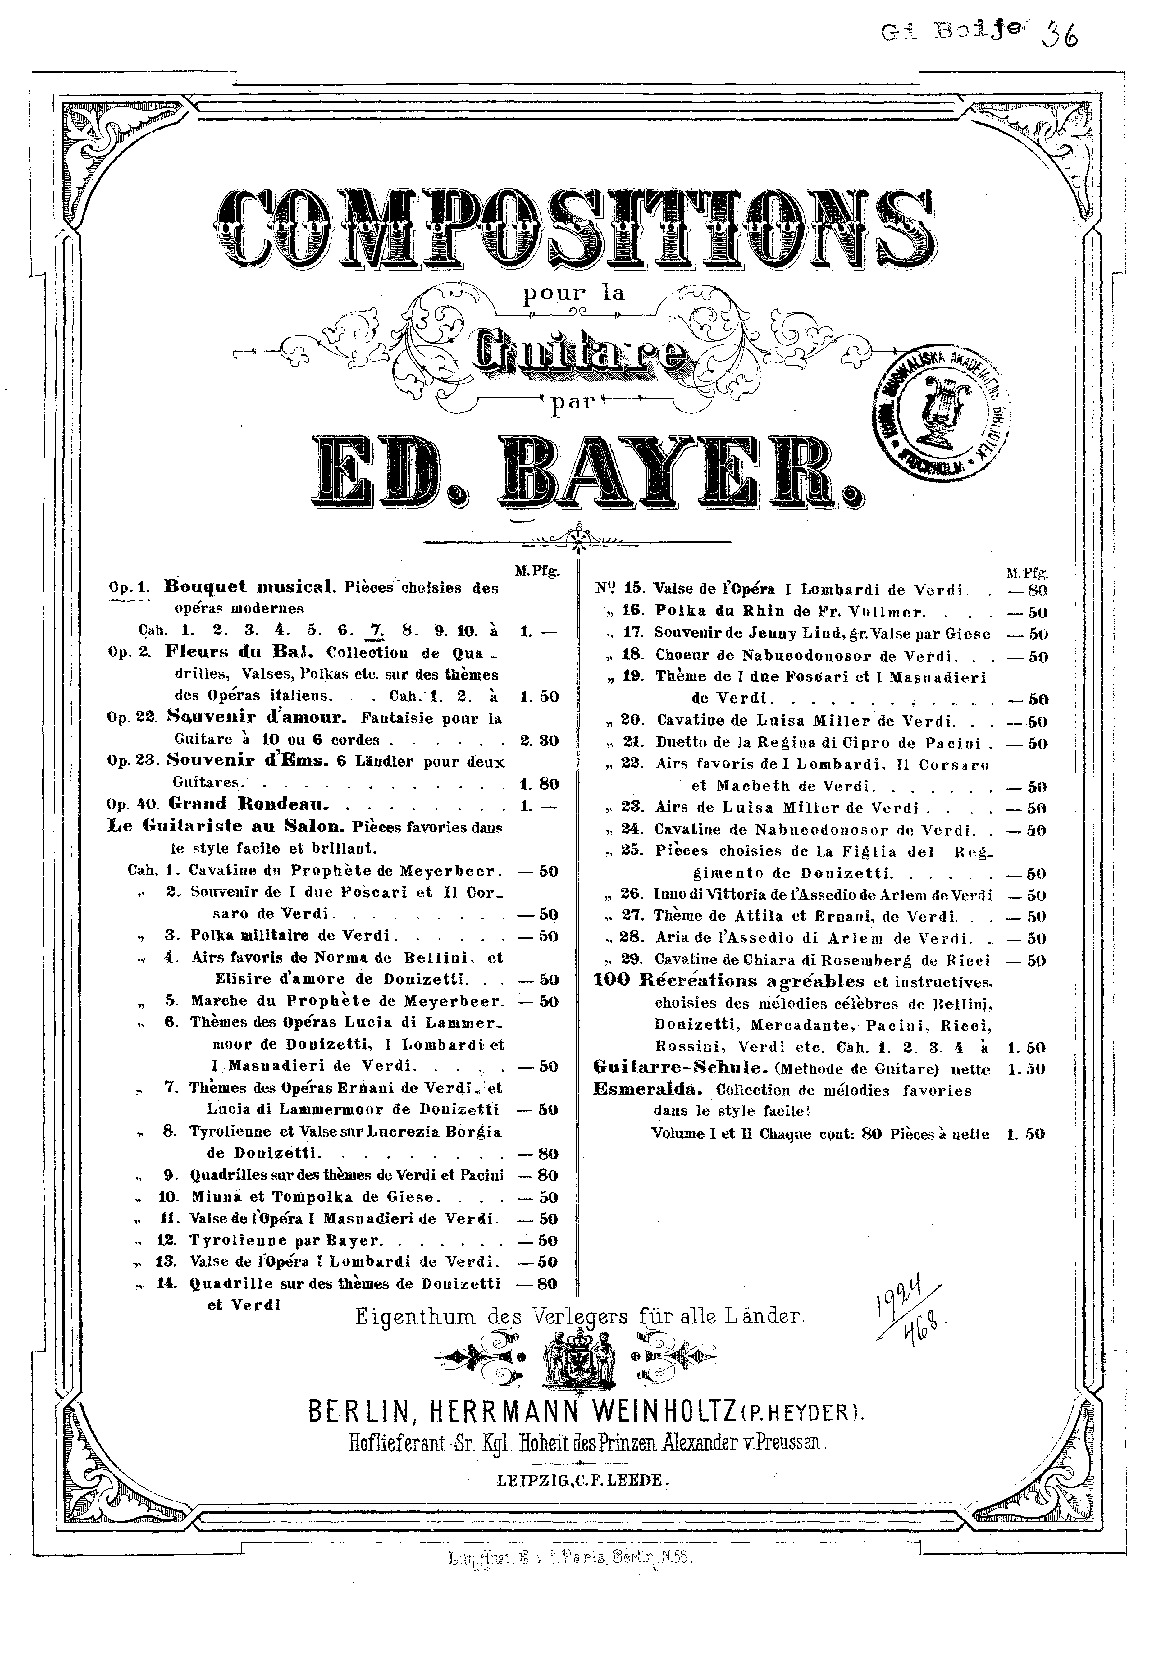 Gi Boije 36
COMPOSITIONS
pour la
Guitare
par
ED. BAYER.
KONGL. MUSIKALISKA AKADEMIENS BIBLIOTEK
* STOCKHOLM *
M.Pfg.
Op. 1. Bouquet musical. Pièces choisies des
opéras modernes
Cah. 1. 2. 3. 4. 5. 6. 7. 8. 9. 10. à 1. —
Op. 2. Fleurs du Bal. Collection de Qua-
drilles, Valses, Polkas etc. sur des thèmes
des Opéras italiens. . . Cah. 1. 2. à 1. 50
Op. 22. Souvenir d'amour. Fantaisie pour la
Guitare à 10 ou 6 cordes . . . . . . 2. 30
Op. 23. Souvenir d'Ems. 6 Ländler pour deux
Guitares. . . . . . . . . . . . . 1. 80
Op. 40. Grand Rondeau. . . . . . . . . 1. —
Le Guitariste au Salon. Pièces favories dans
le style facile et brillant.
Cah. 1. Cavatine du Prophète de Meyerbeer. — 50
„ 2. Souvenir de I due Foscari et Il Cor-
saro de Verdi. . . . . . . . . — 50
„ 3. Polka militaire de Verdi. . . . . . — 50
„ 4. Airs favoris de Norma de Bellini, et
Elisire d'amore de Donizetti. . . — 50
„ 5. Marche du Prophète de Meyerbeer. — 50
„ 6. Thèmes des Opéras Lucia di Lammer-
moor de Donizetti, I Lombardi et
I Masnadieri de Verdi. . . . . — 50
„ 7. Thèmes des Opéras Ernani de Verdi, et
Lucia di Lammermoor de Donizetti — 50
„ 8. Tyrolienne et Valse sur Lucrezia Borgia
de Donizetti. . . . . . . . . — 80
„ 9. Quadrilles sur des thèmes de Verdi et Pacini — 80
„ 10. Minna et Tompolka de Giese. . . . — 50
„ 11. Valse de l'Opéra I Masnadieri de Verdi. — 50
„ 12. Tyrolienne par Bayer. . . . . . . — 50
„ 13. Valse de l'Opéra I Lombardi de Verdi. — 50
„ 14. Quadrille sur des thèmes de Donizetti — 80
et Verdi
M.Pfg.
No. 15. Valse de l'Opéra I Lombardi de Verdi. . — 80
„ 16. Polka du Rhin de Fr. Vollmer. . . . — 50
„ 17. Souvenir de Jenny Lind, gr. Valse par Giese — 50
„ 18. Choeur de Nabucodonosor de Verdi. . . — 50
„ 19. Thème de I due Foscari et I Masnadieri
de Verdi. . . . . . . . . . . — 50
„ 20. Cavatine de Luisa Miller de Verdi. . . — 50
„ 21. Duetto de la Regina di Cipro de Pacini . — 50
„ 22. Airs favoris de I Lombardi, Il Corsaro
et Macbeth de Verdi. . . . . . . — 50
„ 23. Airs de Luisa Miller de Verdi . . . . — 50
„ 24. Cavatine de Nabucodonosor de Verdi. . — 50
„ 25. Pièces choisies de La Figlia del Reg-
gimento de Donizetti. . . . . . — 50
„ 26. Inno di Vittoria de l'Assedio de Arlem de Verdi — 50
„ 27. Thème de Attila et Ernani, de Verdi. . . — 50
„ 28. Aria de l'Assedio di Arlem de Verdi. . — 50
„ 29. Cavatine de Chiara di Rosemberg de Ricci — 50
100 Récréations agréables et instructives,
choisies des mélodies célèbres de Bellini,
Donizetti, Mercadante, Pacini, Ricci,
Rossini, Verdi etc. Cah. 1. 2. 3. 4 à 1. 50
Guitarre-Schule. (Methode de Guitare) nette 1. 50
Esmeralda. Collection de mélodies favories
dans le style facile!
Volume I et II Chaque cont: 80 Pièces à nette 1. 50
1924/468.
Eigenthum des Verlegers für alle Länder.
BERLIN, HERRMANN WEINHOLTZ (P. HEYDER).
Hoflieferant Sr. Kgl. Hoheit des Prinzen Alexander v. Preussen.
LEIPZIG, C. F. LEEDE.
Berlin, N. 58.